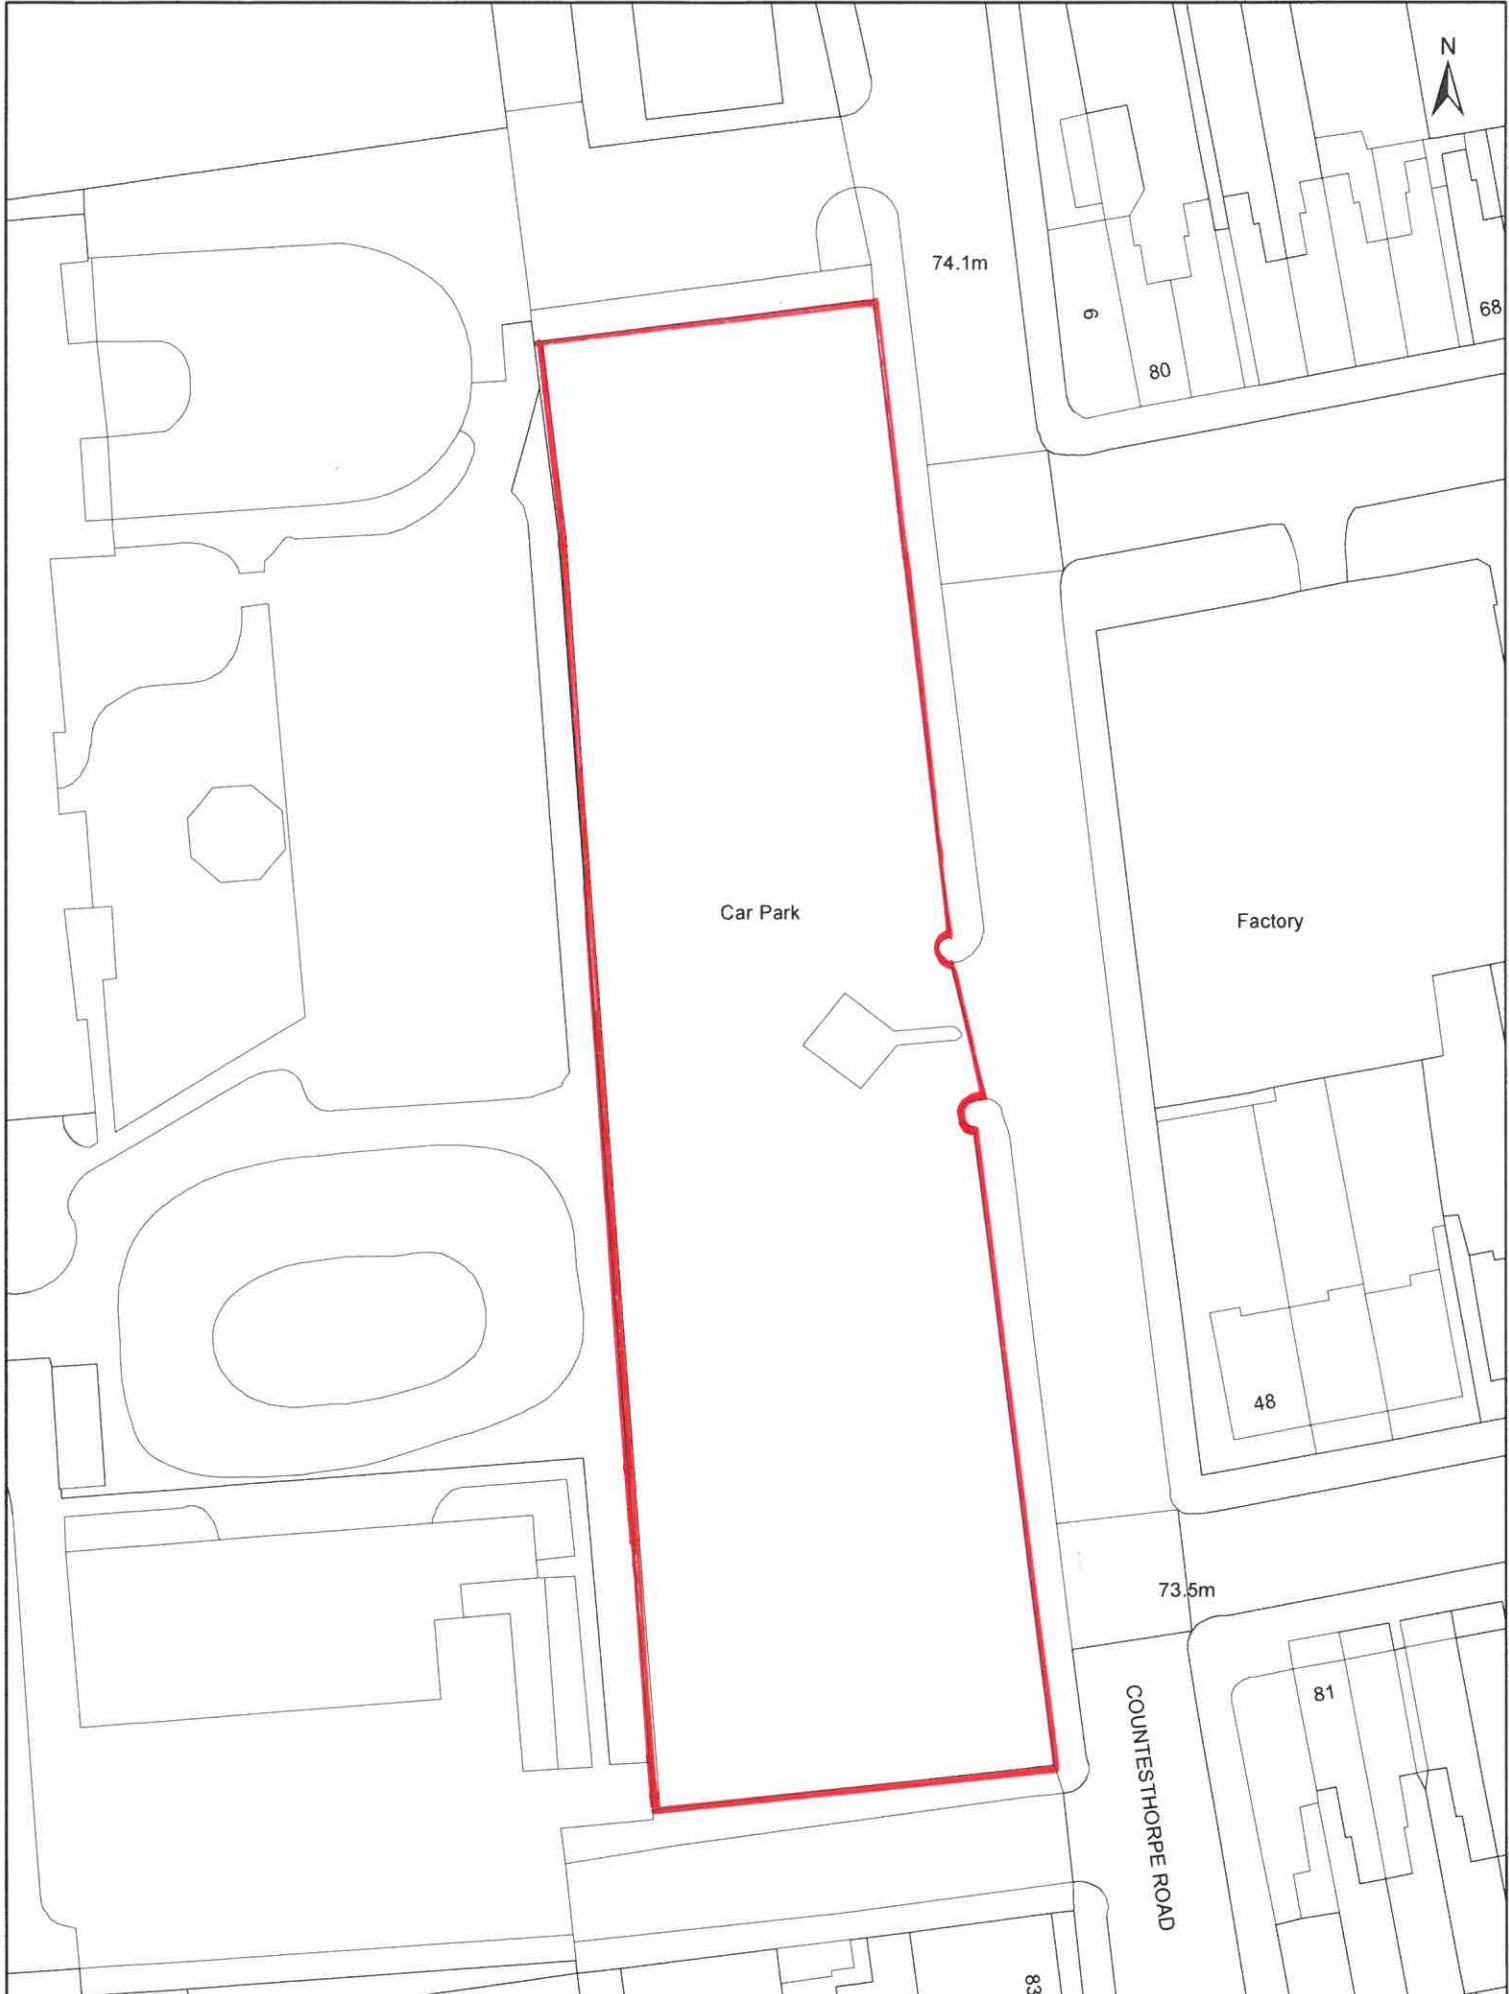 N
74.1m
6
80
68
Car Park
Factory
48
73.5m
81
COUNTESTHORPE ROAD
83